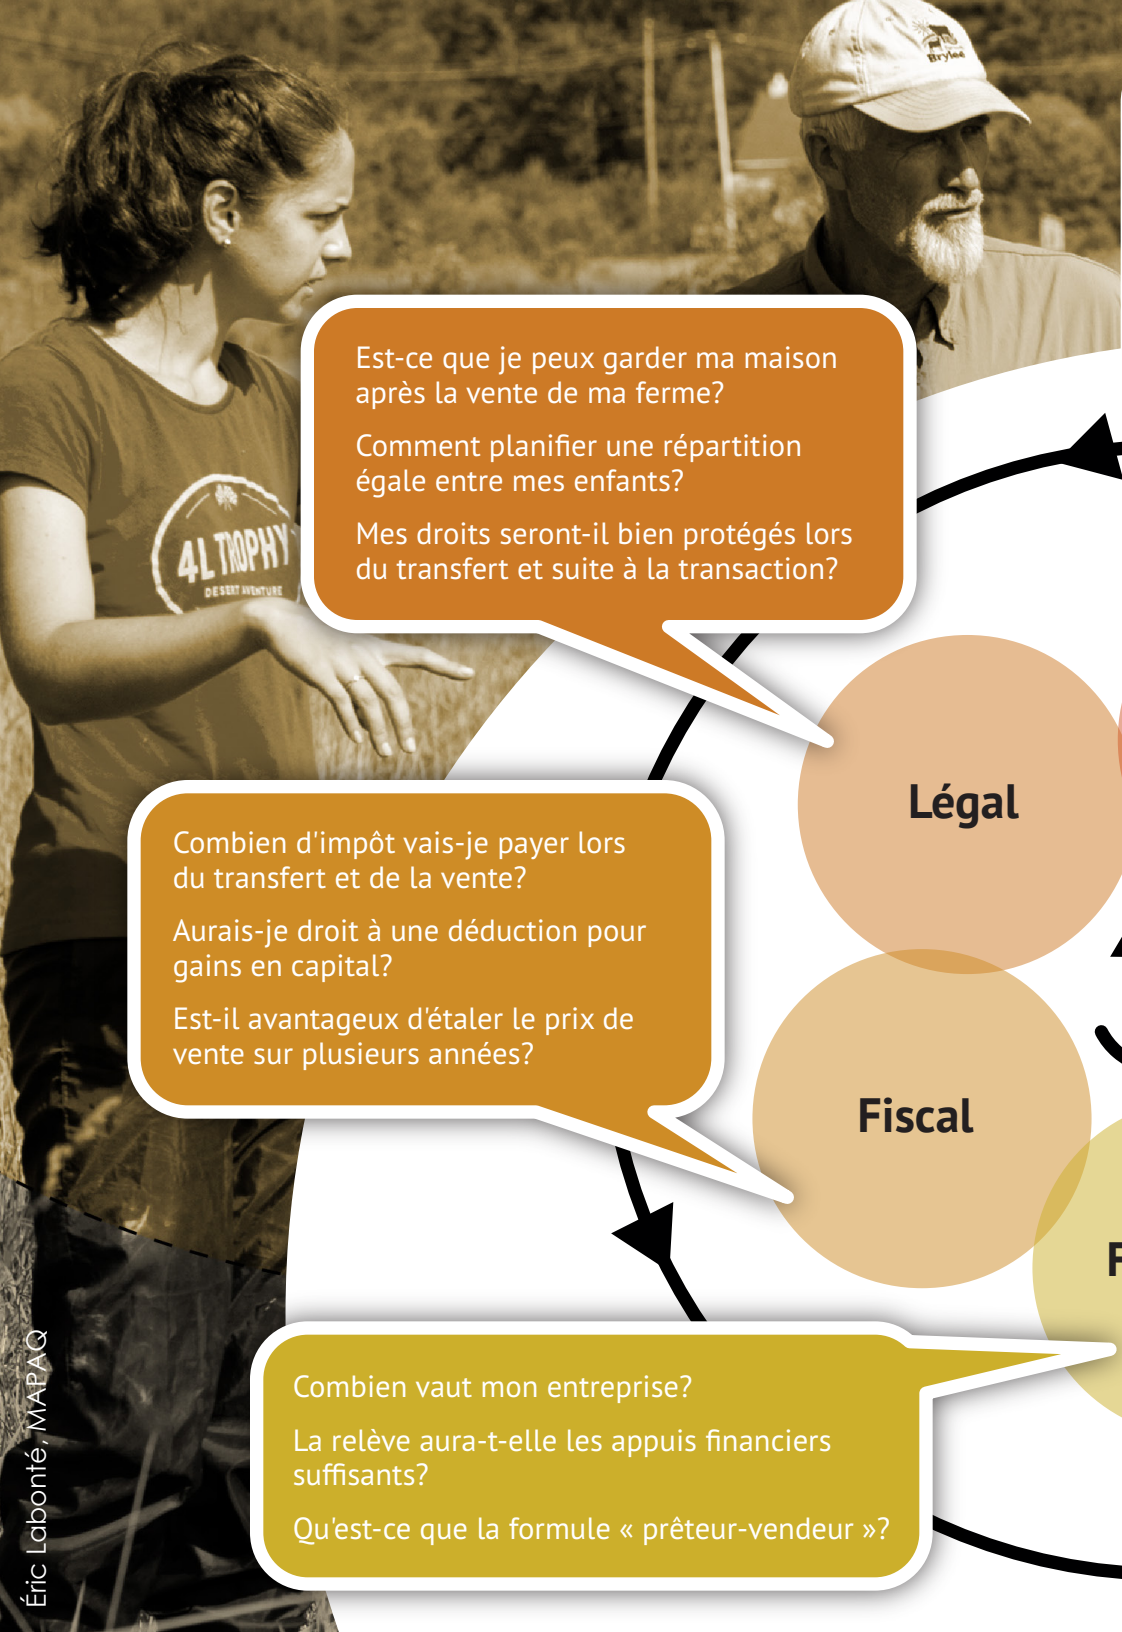 Brylee
4L TROPHY
DESERT AVENTURE
Est-ce que je peux garder ma maison
après la vente de ma ferme?
Comment planifier une répartition
égale entre mes enfants?
Mes droits seront-il bien protégés lors
du transfert et suite à la transaction?
Légal
Combien d'impôt vais-je payer lors
du transfert et de la vente?
Aurais-je droit à une déduction pour
gains en capital?
Est-il avantageux d'étaler le prix de
vente sur plusieurs années?
Fiscal
F
Combien vaut mon entreprise?
La relève aura-t-elle les appuis financiers
suffisants?
Qu'est-ce que la formule « prêteur-vendeur »?
Éric Labonté, MAPAQ